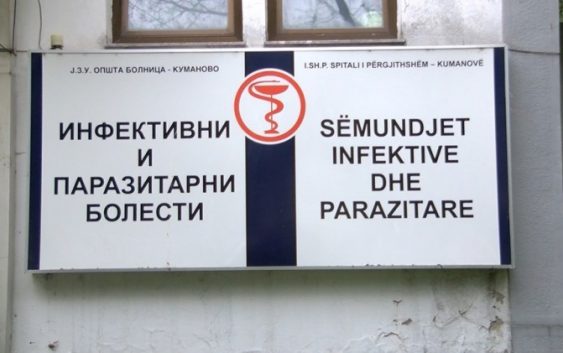 Ј.З.У. ОПШТА БОЛНИЦА - КУМАНОВО
ИНФЕКТИВНИ
И
ПАРАЗИТАРНИ
БОЛЕСТИ
I.SH.P. SPITALI I PËRGJITHSHËM – KUMANOVË
SËMUNDJET
INFEKTIVE
DHE
PARAZITARE